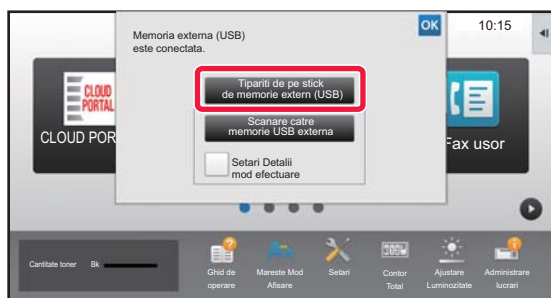 Memoria externa (USB)
este conectata.
OK
10:15
Tipariti de pe stick
de memorie extern (USB)
Scanare catre
memorie USB externa
Setari Detalii
mod efectuare
CLOUD
PORTAL
CLOUD POR
Fax usor
Cantitate toner Bk
Ghid de
operare
Mareste Mod
Afisare
Setari
Contor
Total
Ajustare
Luminozitate
Administrare
lucrari